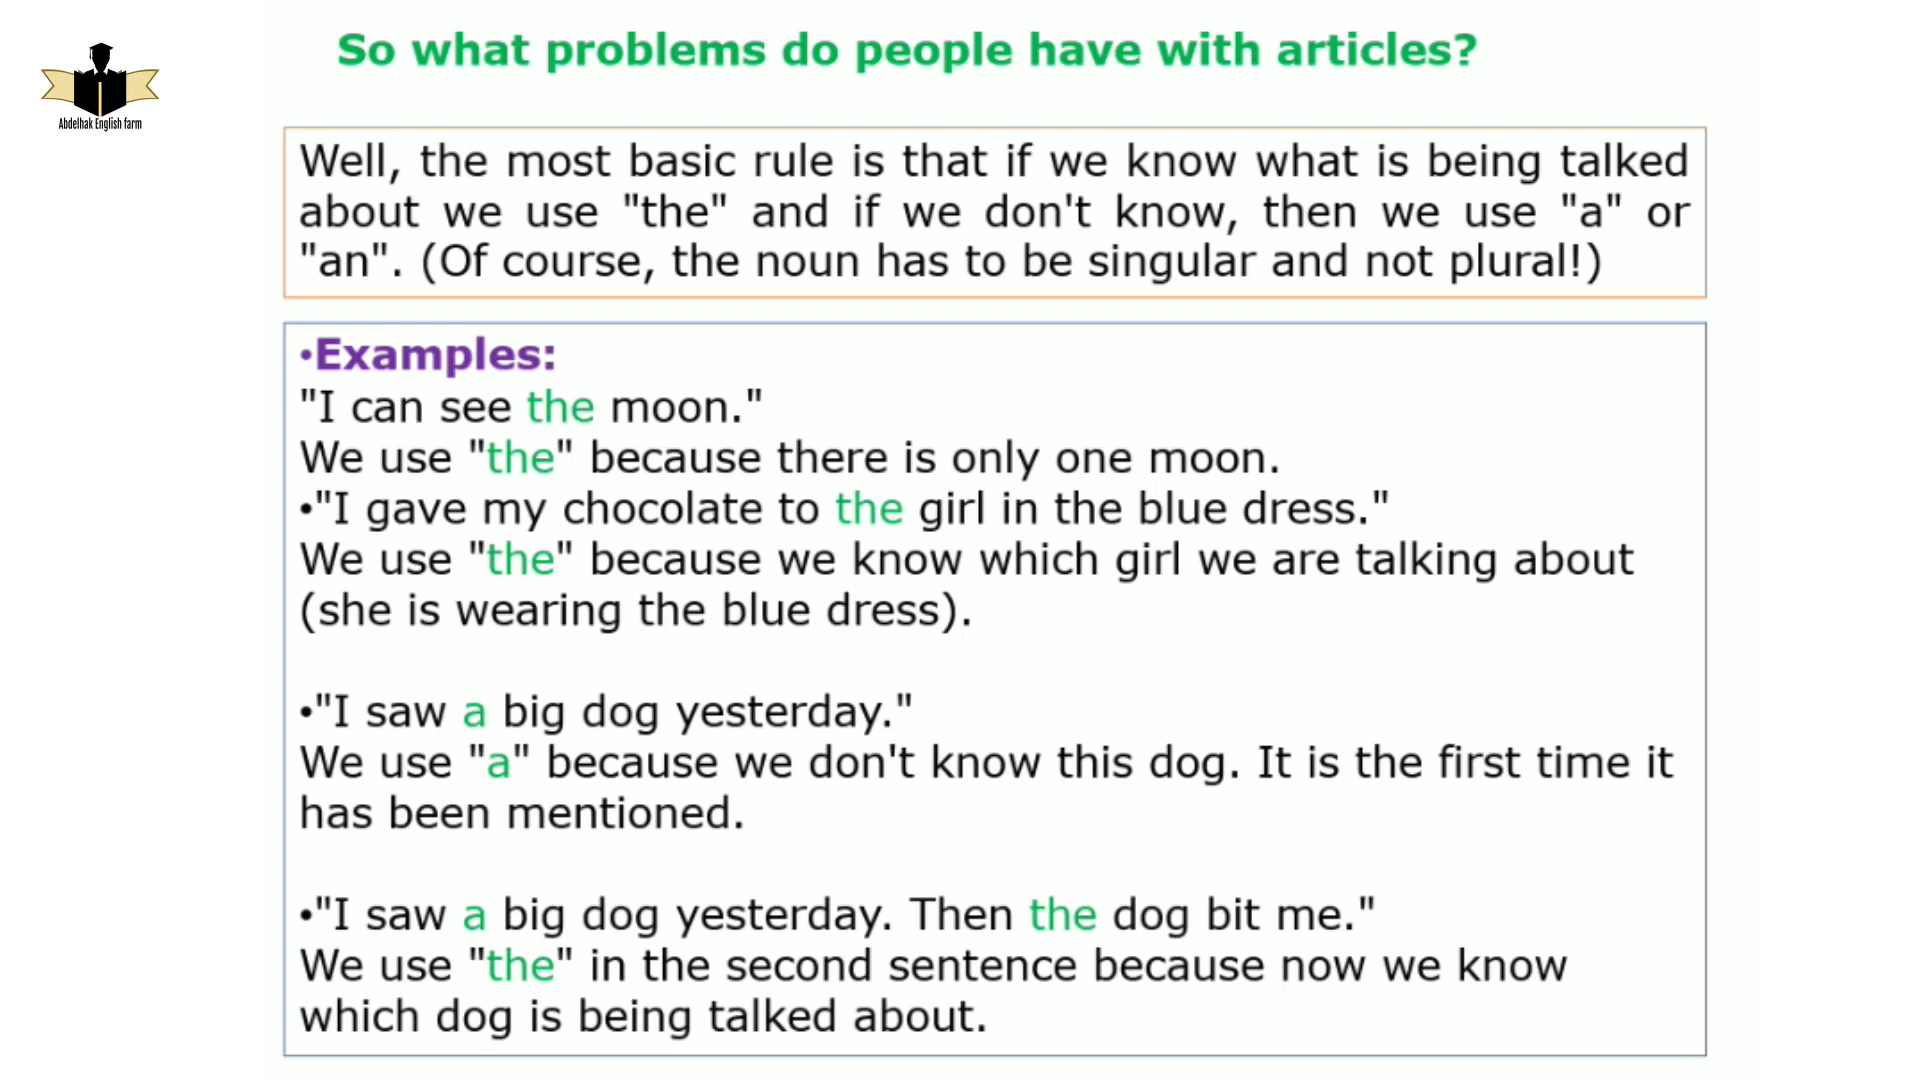 So what problems do people have with articles?
Abdelhak English farm
Well, the most basic rule is that if we know what is being talked
about we use "the" and if we don't know, then we use "a" or
"an". (Of course, the noun has to be singular and not plural!)
•Examples:
"I can see the moon."
We use "the" because there is only one moon.
•"I gave my chocolate to the girl in the blue dress."
We use "the" because we know which girl we are talking about
(she is wearing the blue dress).
•"I saw a big dog yesterday."
We use "a" because we don't know this dog. It is the first time it
has been mentioned.
•"I saw a big dog yesterday. Then the dog bit me."
We use "the" in the second sentence because now we know
which dog is being talked about.